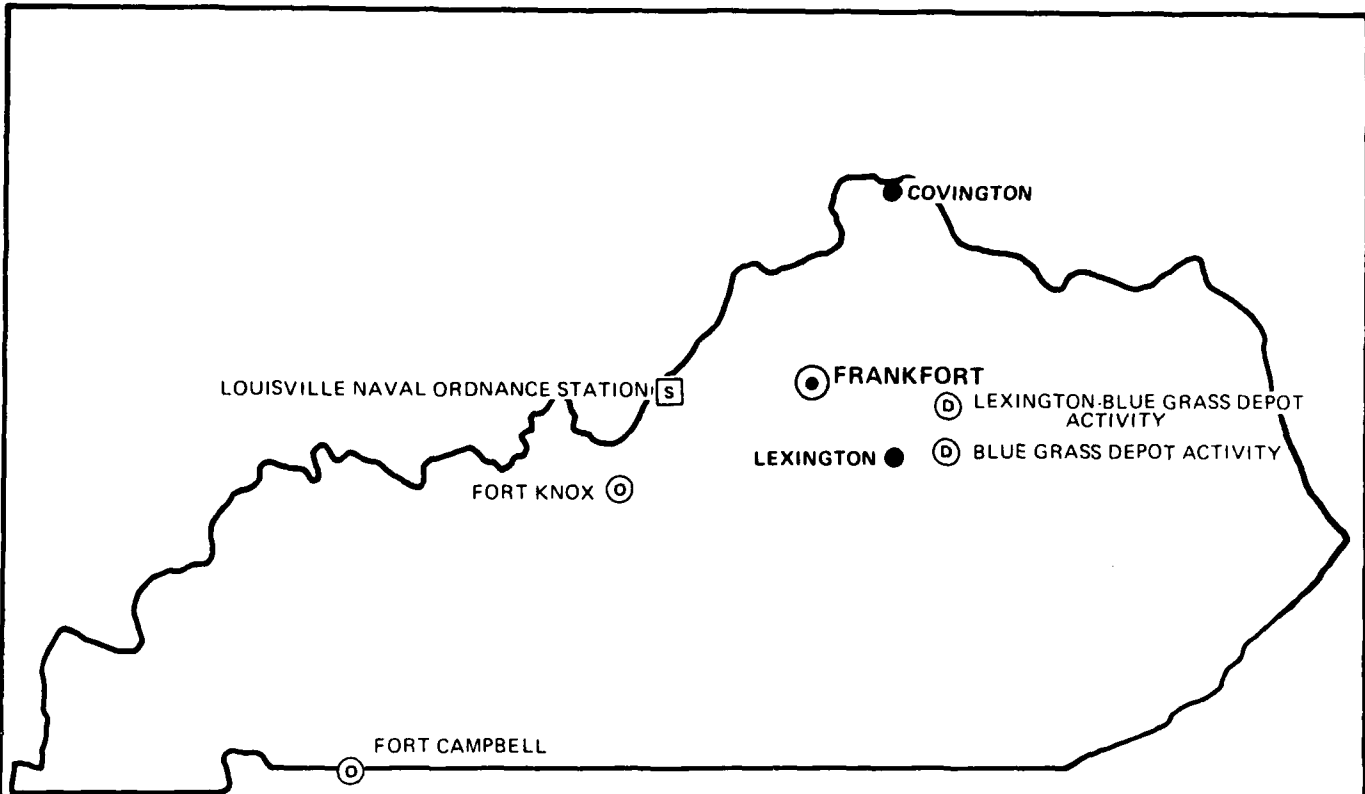 COVINGTON
FRANKFORT
LOUISVILLE NAVAL ORDNANCE STATION S
D LEXINGTON-BLUE GRASS DEPOT
ACTIVITY
LEXINGTON
D BLUE GRASS DEPOT ACTIVITY
FORT KNOX O
FORT CAMPBELL
O